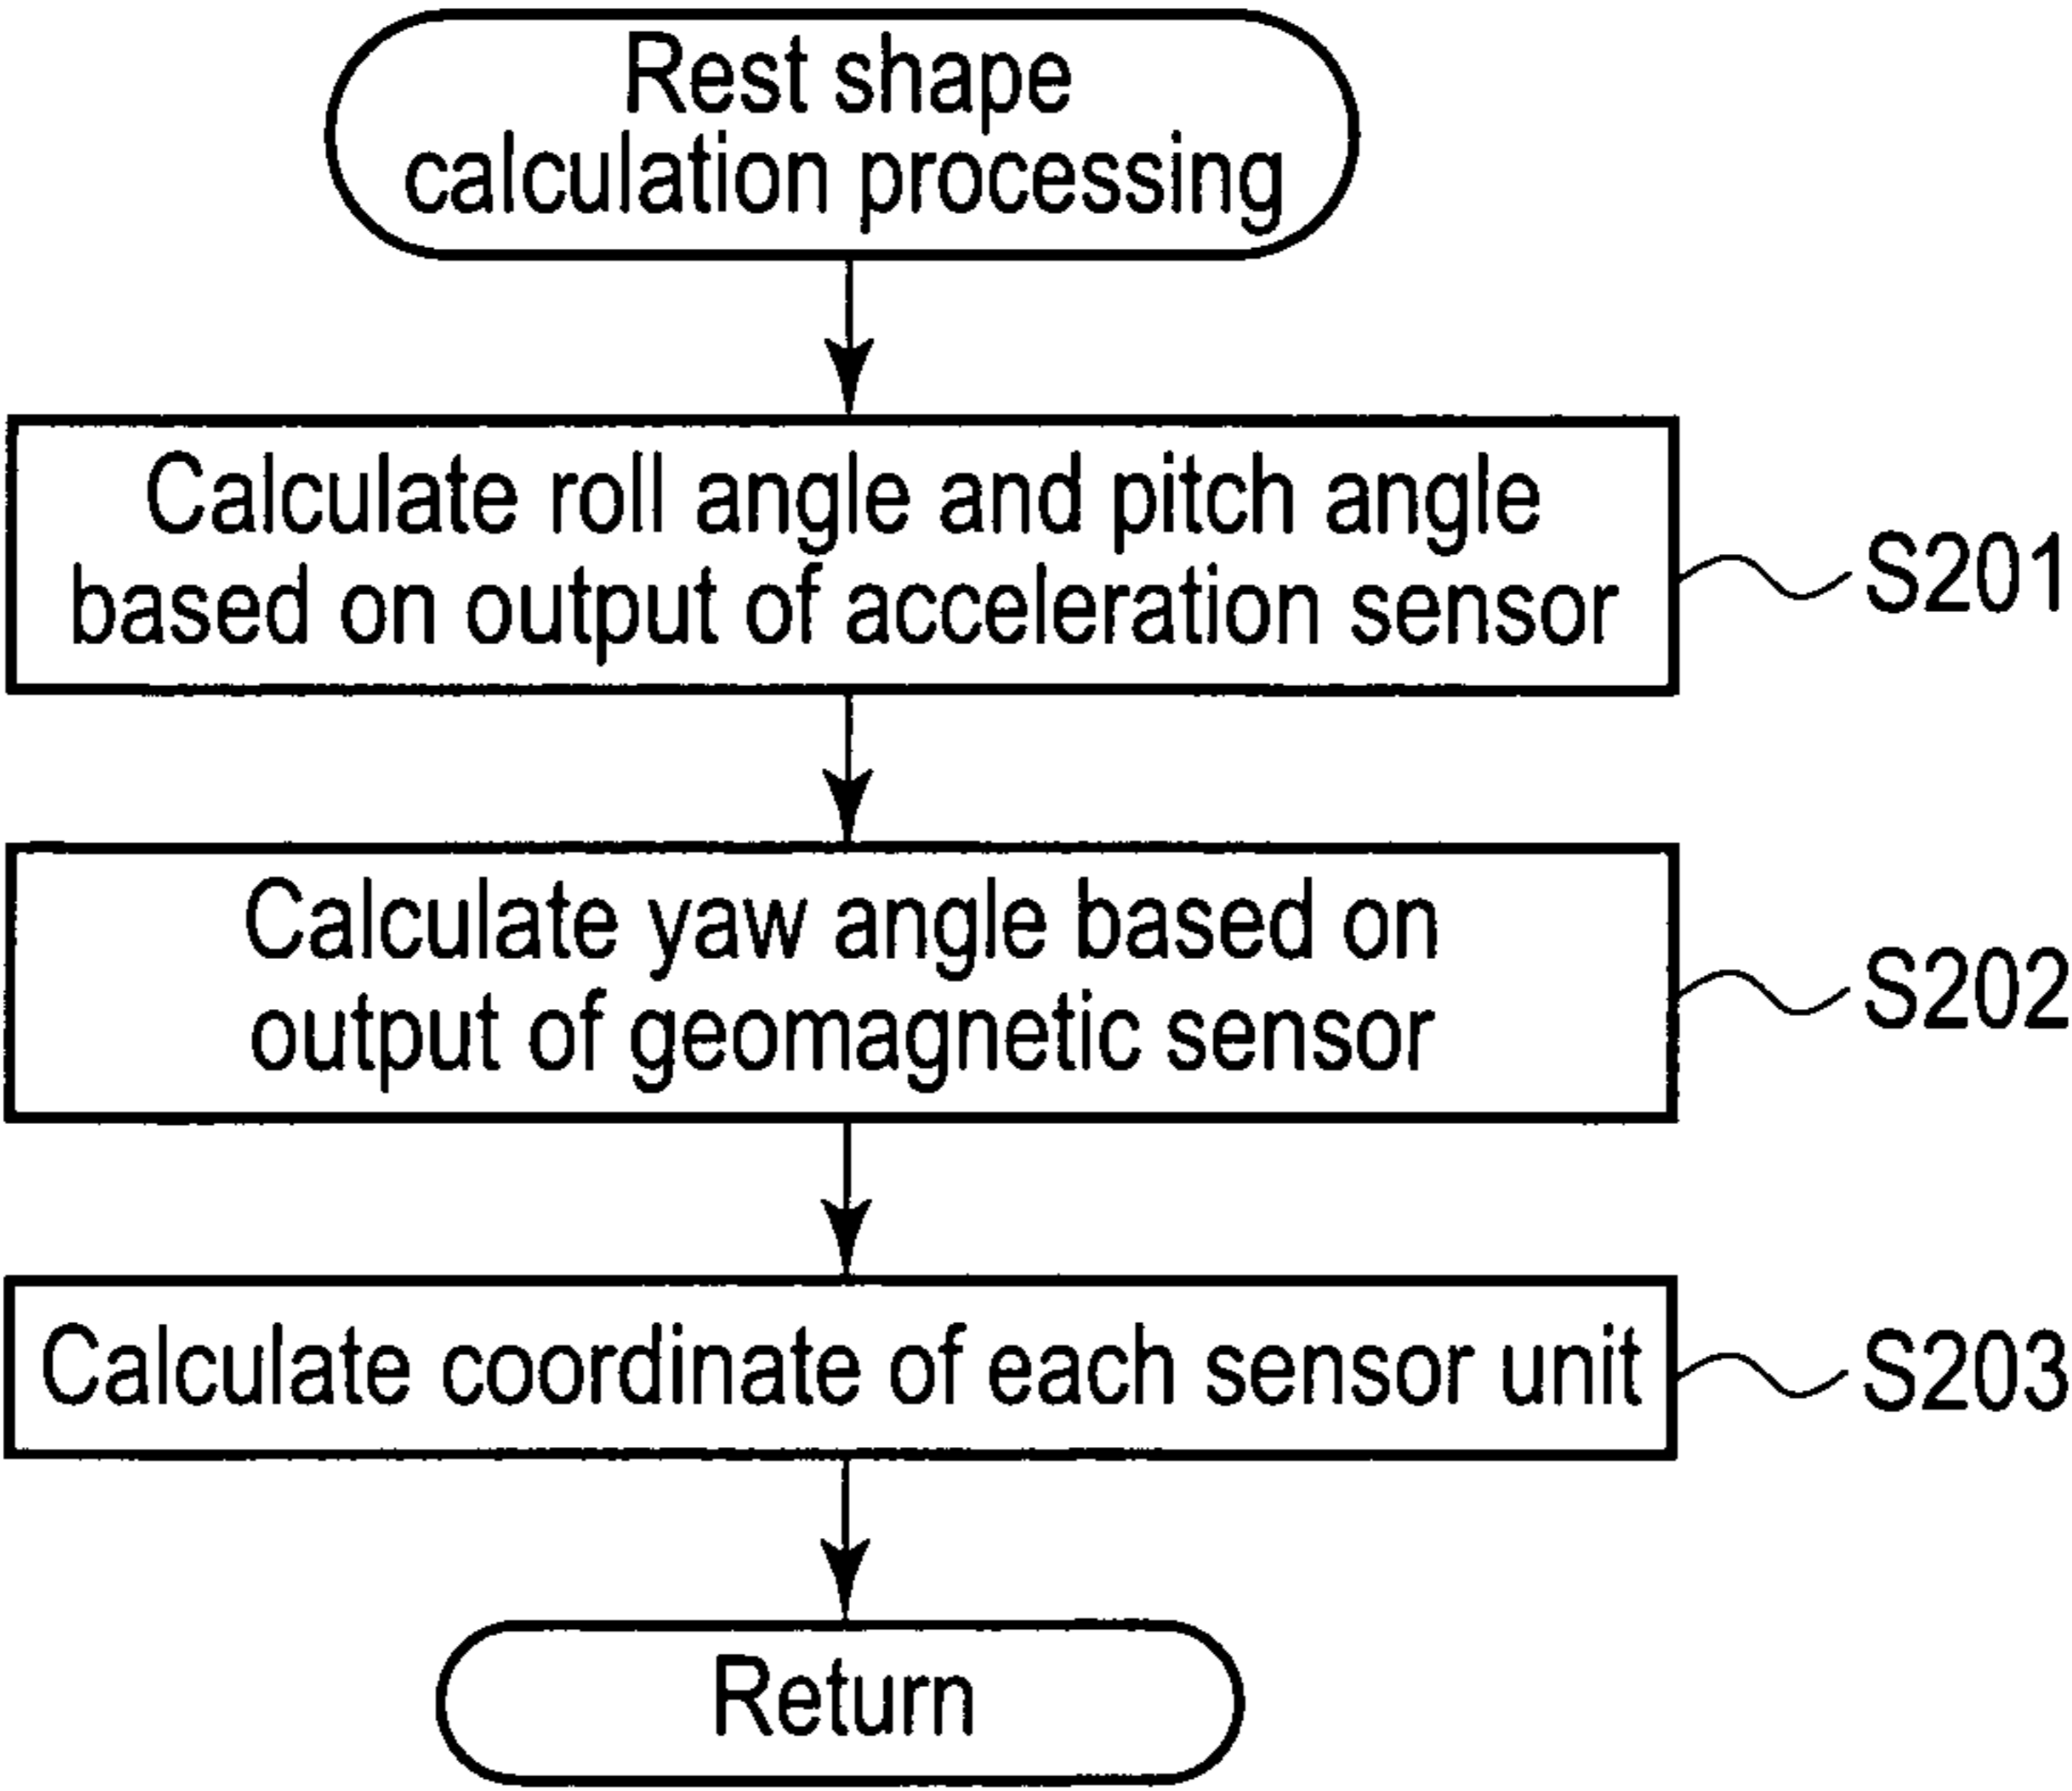 Rest shape
calculation processing
Calculate roll angle and pitch angle
based on output of acceleration sensor
S201
Calculate yaw angle based on
output of geomagnetic sensor
S202
Calculate coordinate of each sensor unit
S203
Return